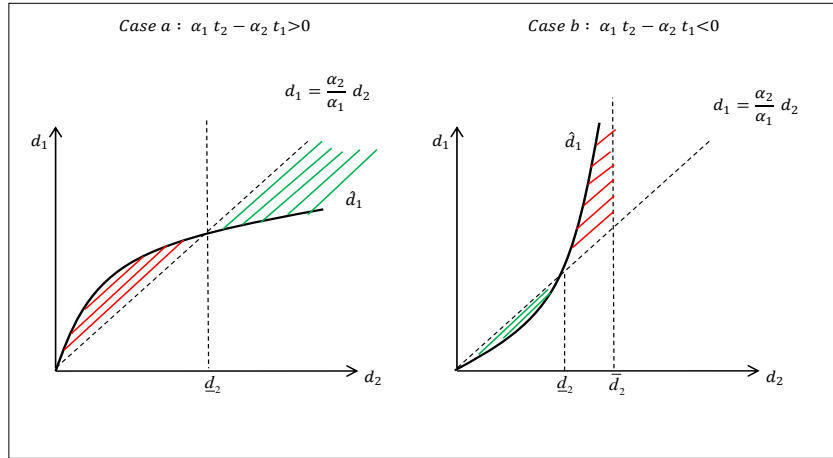 Case a : α₁ t₂ − α₂ t₁>0
Case b : α₁ t₂ − α₂ t₁<0
d₁ = α₂/α₁ d₂
d₁ = α₂/α₁ d₂
d₁
d̂₁
d₁
d̂₁
d̲₂
d₂
d̲₂
d̅₂
d₂